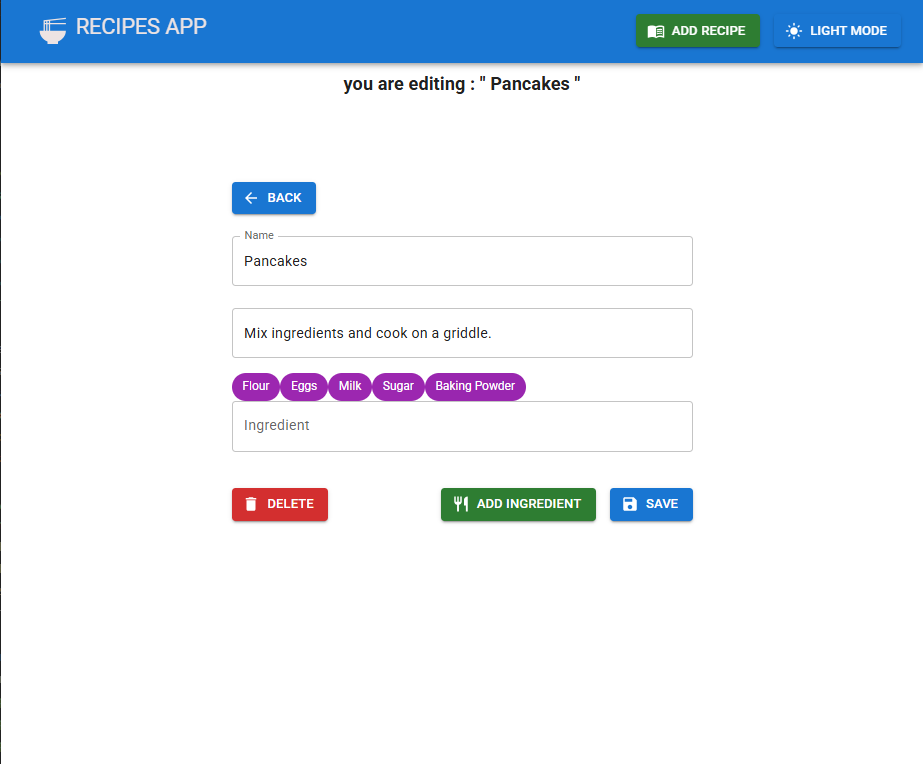 RECIPES APP
ADD RECIPE
LIGHT MODE
you are editing : " Pancakes "
BACK
Name
Pancakes
Mix ingredients and cook on a griddle.
Flour Eggs Milk Sugar Baking Powder
Ingredient
DELETE
ADD INGREDIENT
SAVE